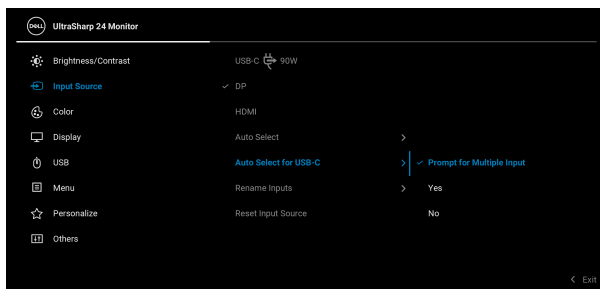 DELL UltraSharp 24 Monitor
Brightness/Contrast USB-C 90W
Input Source DP
Color HDMI
Display Auto Select
USB Auto Select for USB-C Prompt for Multiple Input
Menu Rename Inputs Yes
Personalize Reset Input Source No
Others
Exit